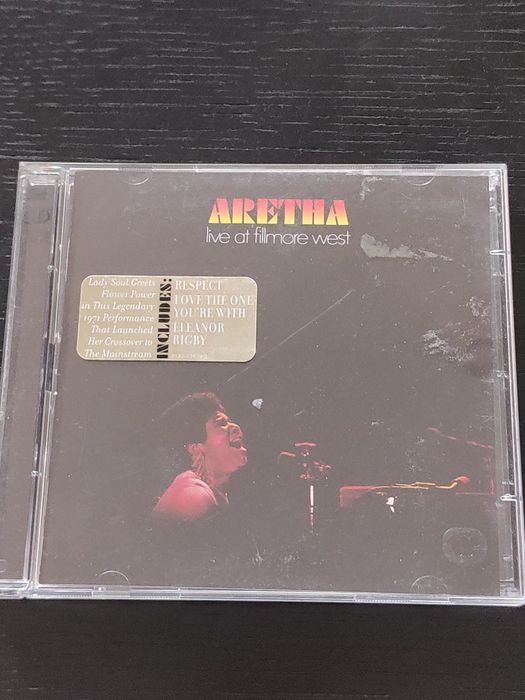 ARETHA
live at fillmore west
Lady Soul Greets
Flower Power
in This Legendary
1971 Performance
That Launched
Her Crossover to
The Mainstream
INCLUDES:
RESPECT
LOVE THE ONE
YOU'RE WITH
ELEANOR
RIGBY